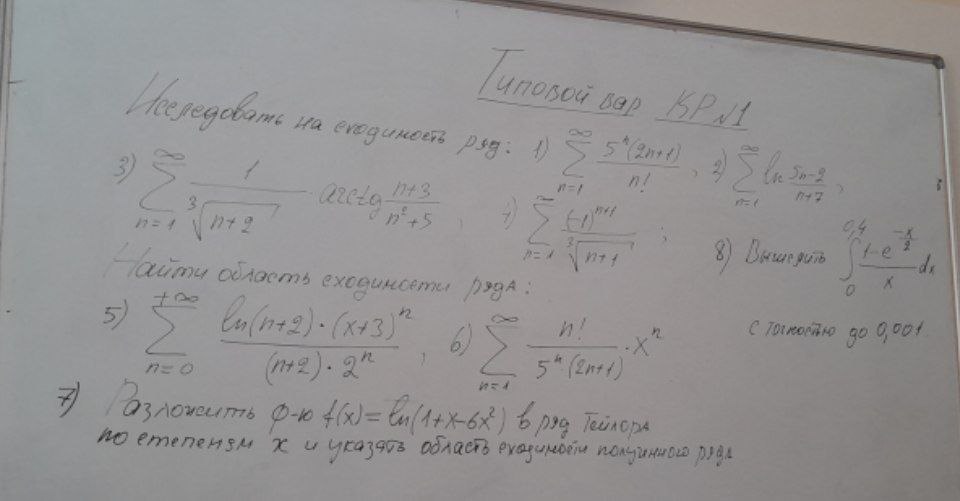 Типовой вар КР №1
Исследовать на сходимость ряд: 1) \sum_{n=1}^{\infty} \frac{5^n(2n+1)}{n!}, 2) \sum_{n=1}^{\infty} \ln \frac{5n-2}{n+7},
3) \sum_{n=1}^{\infty} \frac{1}{\sqrt[3]{n+2}} \cdot arctg \frac{n+3}{n^2+5}, 4) \sum_{n=1}^{\infty} \frac{(-1)^{n+1}}{\sqrt[3]{n+1}};
Найти область сходимости ряда:
5) \sum_{n=0}^{+\infty} \frac{\ln(n+2) \cdot (x+3)^n}{(n+2) \cdot 2^n}, 6) \sum_{n=1}^{\infty} \frac{n!}{5^n(2n+1)} \cdot x^n
7) Разложить ф-ю f(x)=ln(1+x-6x²) в ряд Тейлора
по степеням x и указать область сходимости полученного ряда
8) Вычислить \int_{0}^{0,4} \frac{1-e^{-\frac{x}{2}}}{x} dx
с точностью до 0,001.